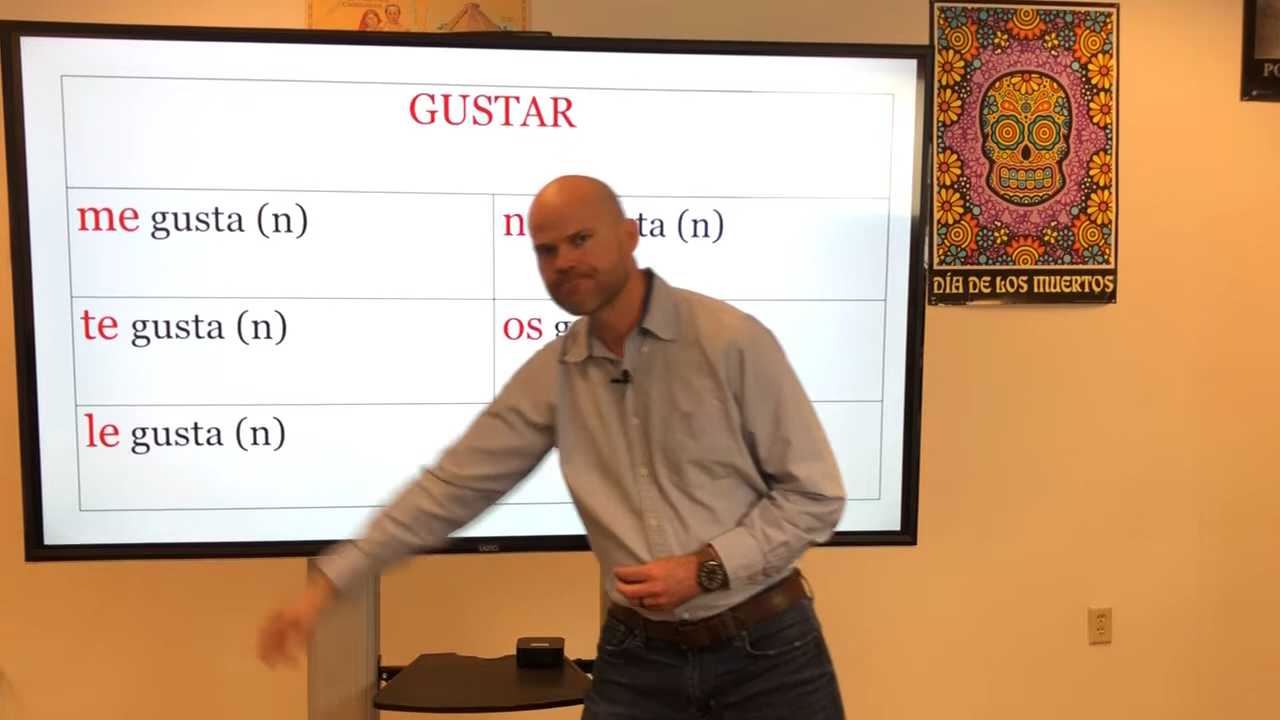 GUSTAR
me gusta (n)
te gusta (n)
le gusta (n)
n ta (n)
os g
DÍA DE LOS MUERTOS